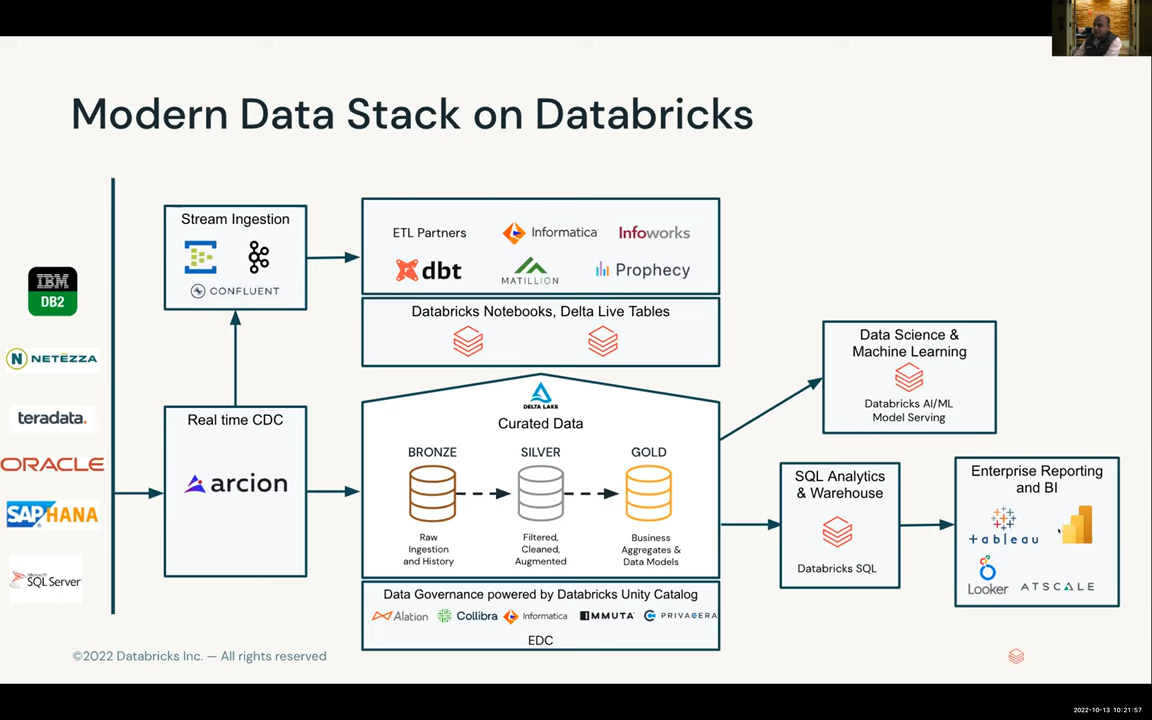 Modern Data Stack on Databricks
IBM
DB2
NETEZZA
teradata.
ORACLE
SAP HANA
Microsoft
SQL Server
Stream Ingestion
CONFLUENT
Real time CDC
arcion
ETL Partners
Informatica
Infoworks
dbt
MATILLION
Prophecy
Databricks Notebooks, Delta Live Tables
DELTA LAKE
Curated Data
BRONZE
SILVER
GOLD
Raw
Ingestion
and History
Filtered,
Cleaned,
Augmented
Business
Aggregates &
Data Models
Data Governance powered by Databricks Unity Catalog
Alation
Collibra
Informatica
IMMUTA
PRIVACERA
EDC
Data Science &
Machine Learning
Databricks AI/ML
Model Serving
SQL Analytics
& Warehouse
Databricks SQL
Enterprise Reporting
and BI
+ableau
Looker
ATSCALE
©2022 Databricks Inc. — All rights reserved
2022-10-13 10:21:57